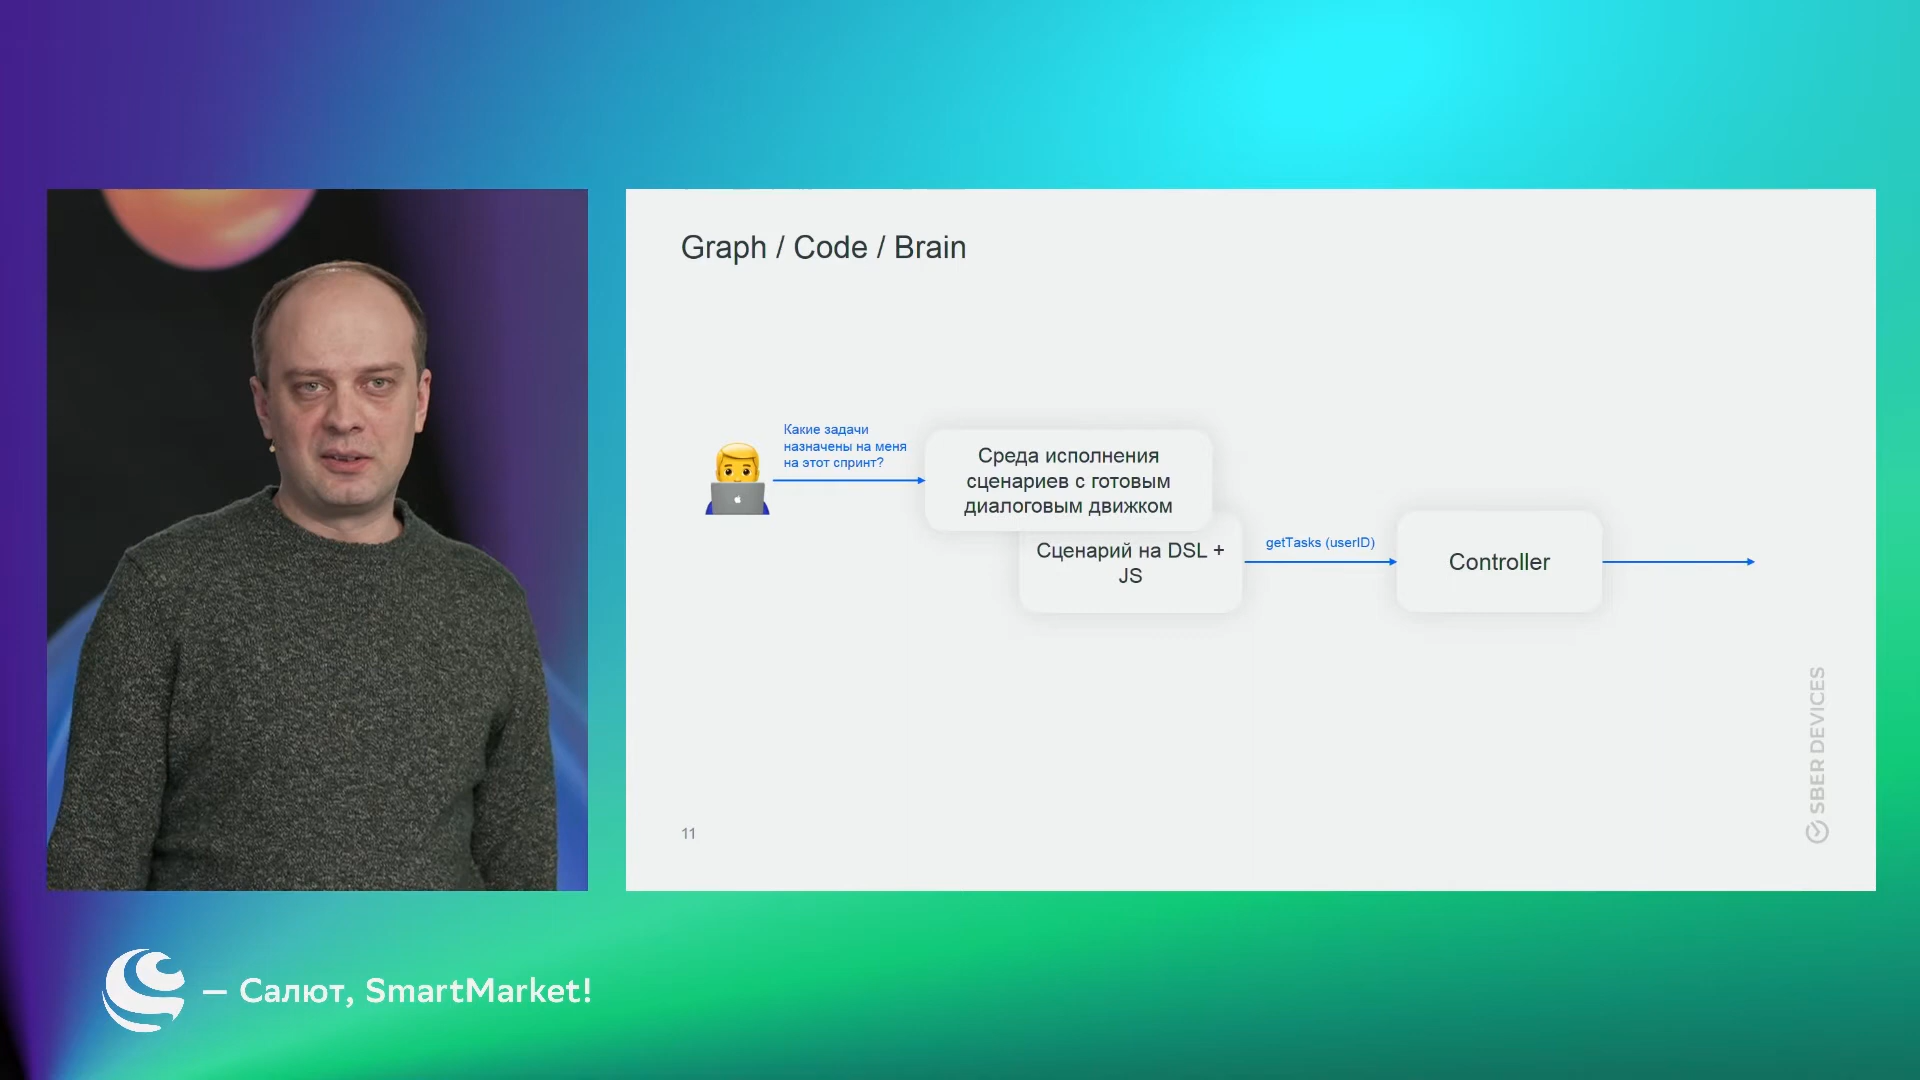 Graph / Code / Brain
Какие задачи
назначены на меня
на этот спринт?
Среда исполнения
сценариев с готовым
диалоговым движком
Сценарий на DSL +
JS
getTasks (userID)
Controller
SBER DEVICES
11
— Салют, SmartMarket!